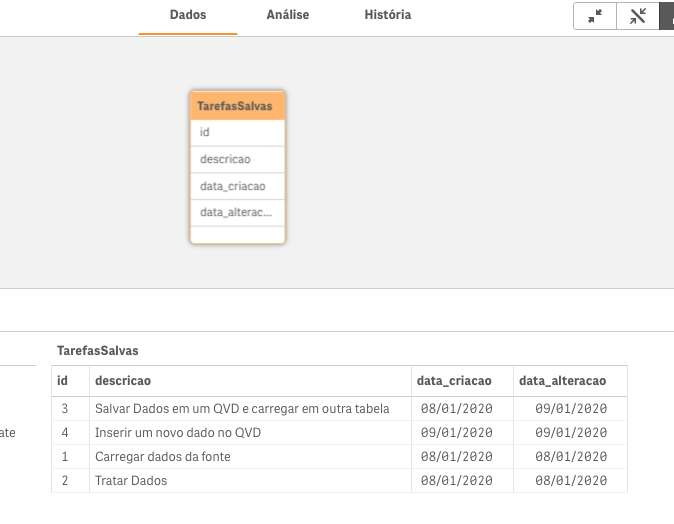 Dados Análise História
TarefasSalvas
id
descricao
data_criacao
data_alterac...
TarefasSalvas
id descricao data_criacao data_alteracao
3 Salvar Dados em um QVD e carregar em outra tabela 08/01/2020 09/01/2020
ate 4 Inserir um novo dado no QVD 09/01/2020 09/01/2020
1 Carregar dados da fonte 08/01/2020 08/01/2020
2 Tratar Dados 08/01/2020 08/01/2020